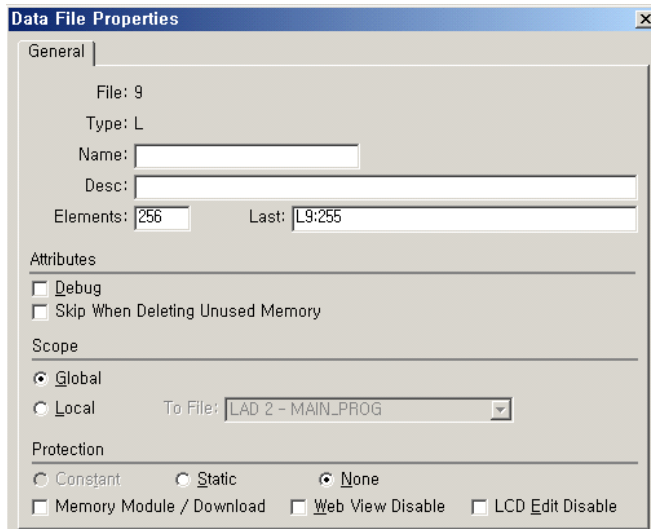 Data File Properties
General
File: 9
Type: L
Name:
Desc:
Elements: 256 Last: L9:255
Attributes
Debug
Skip When Deleting Unused Memory
Scope
Global
Local To File: LAD 2 - MAIN_PROG
Protection
Constant Static None
Memory Module / Download Web View Disable LCD Edit Disable